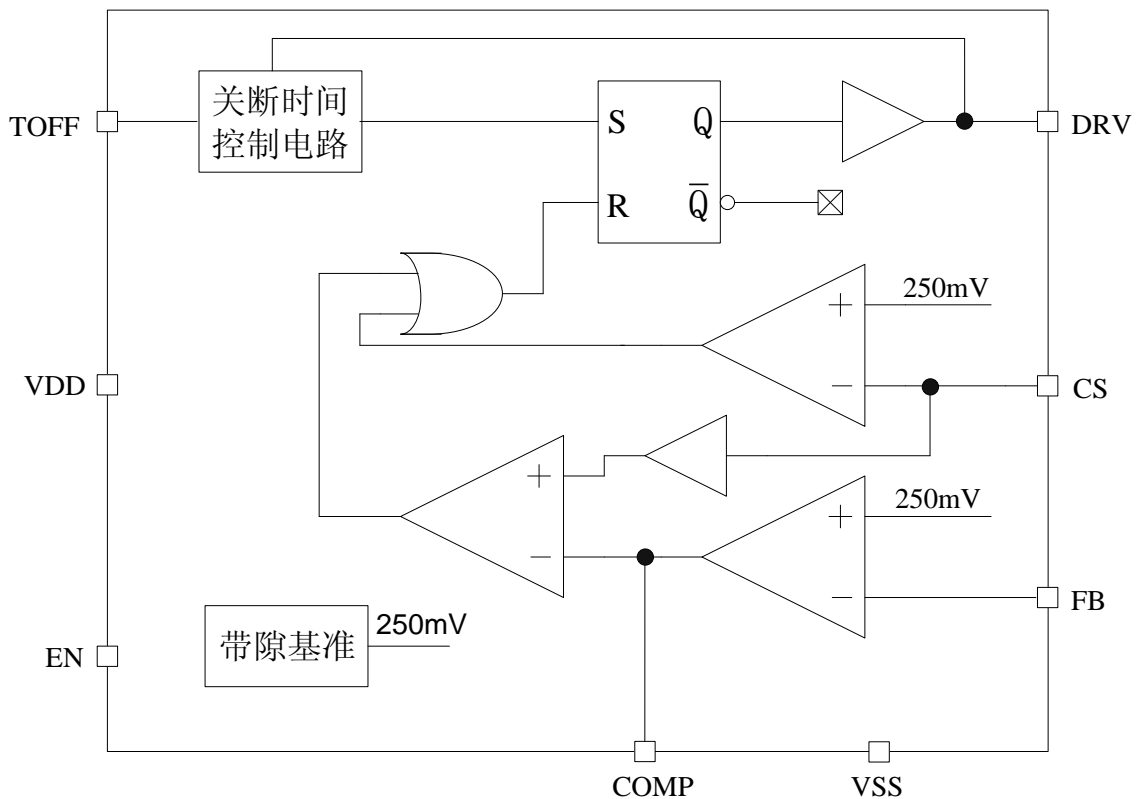 关断时间
控制电路
TOFF
S
Q
DRV
R
Q̅
250mV
+
VDD
−
CS
+
250mV
+
−
−
FB
带隙基准
250mV
EN
COMP
VSS